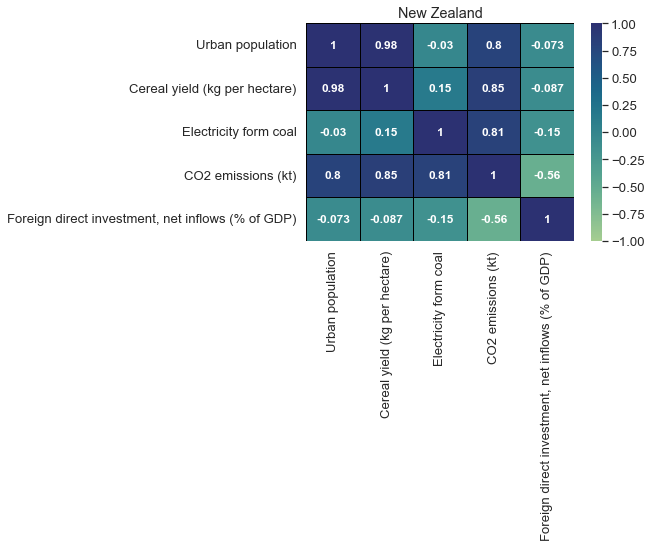 New Zealand
Urban population 1 0.98 -0.03 0.8 -0.073
Cereal yield (kg per hectare) 0.98 1 0.15 0.85 -0.087
Electricity form coal -0.03 0.15 1 0.81 -0.15
CO2 emissions (kt) 0.8 0.85 0.81 1 -0.56
Foreign direct investment, net inflows (% of GDP) -0.073 -0.087 -0.15 -0.56 1
Urban population
Cereal yield (kg per hectare)
Electricity form coal
CO2 emissions (kt)
Foreign direct investment, net inflows (% of GDP)
1.00
0.75
0.50
0.25
0.00
−0.25
−0.50
−0.75
−1.00